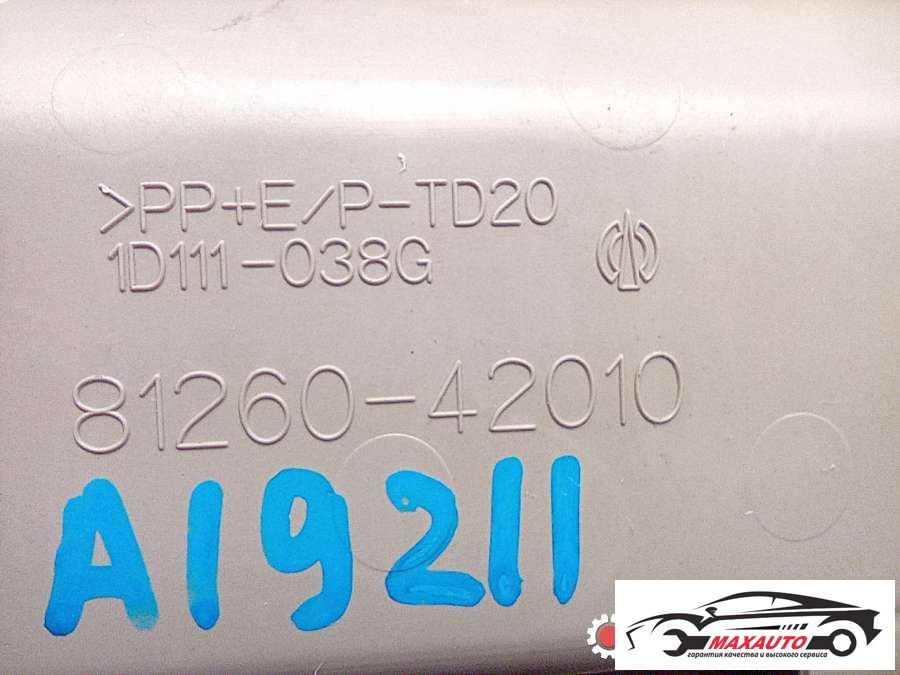 >PP+E/P-TD20
1D111-038G
81260-42010
A19211
MAXAUTO
гарантия качества и высокого сервиса